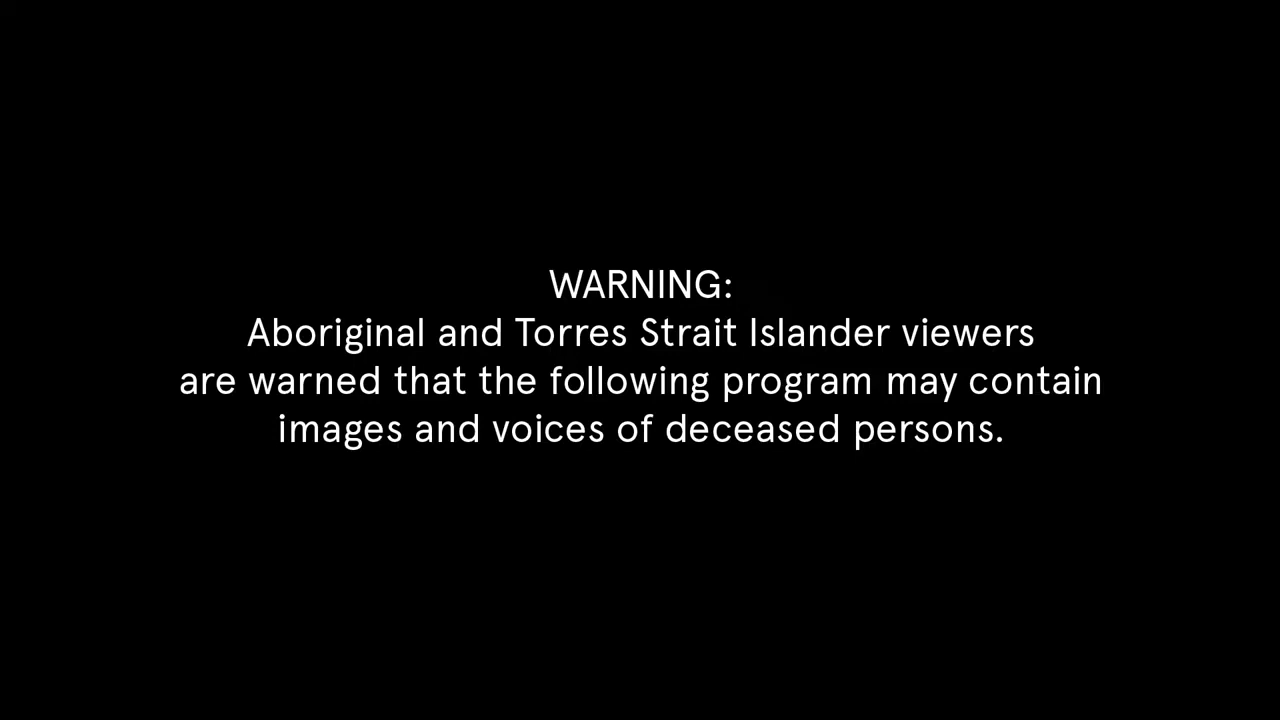 WARNING:
Aboriginal and Torres Strait Islander viewers
are warned that the following program may contain
images and voices of deceased persons.